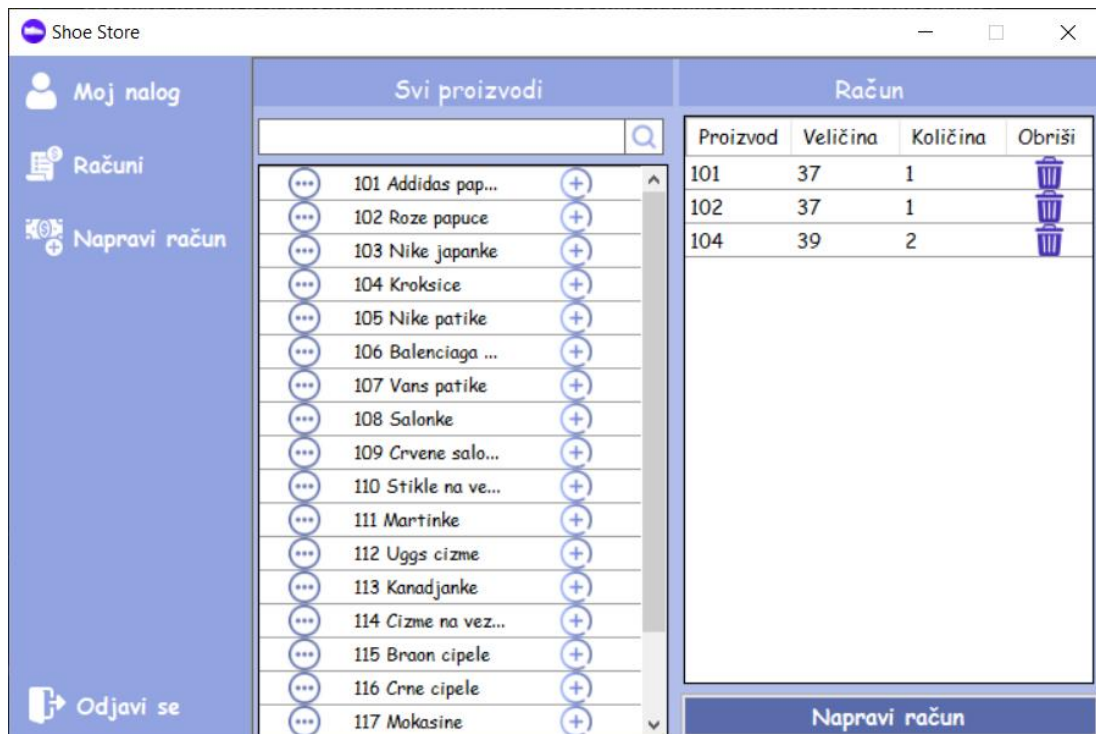 Shoe Store
Moj nalog
Računi
Napravi račun
Odjavi se
Svi proizvodi
101 Addidas pap...
102 Roze papuce
103 Nike japanke
104 Kroksice
105 Nike patike
106 Balenciaga ...
107 Vans patike
108 Salonke
109 Crvene salo...
110 Stikle na ve...
111 Martinke
112 Uggs cizme
113 Kanadjanke
114 Cizme na vez...
115 Braon cipele
116 Crne cipele
117 Mokasine
Račun
Proizvod Veličina Količina Obriši
101 37 1
102 37 1
104 39 2
Napravi račun